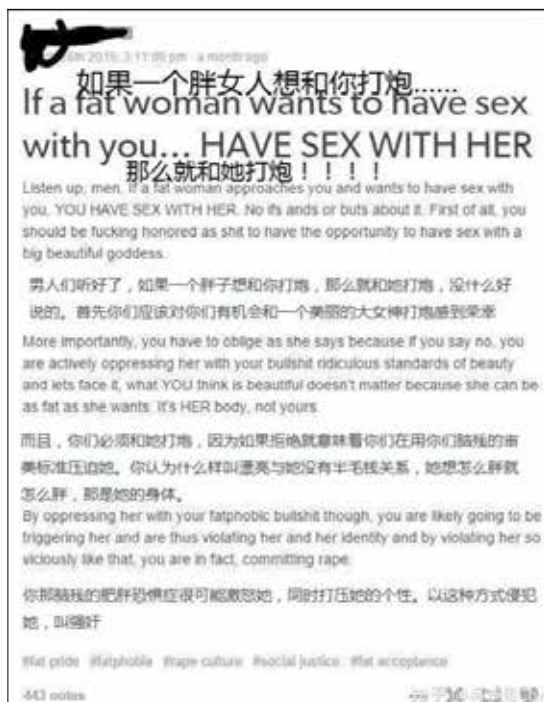 2015, 3:11:05 pm · a month ago
如果一个胖女人想和你打炮......
If a fat woman wants to have sex
with you... HAVE SEX WITH HER
那么就和她打炮！！！！
Listen up, men. If a fat woman approaches you and wants to have sex with
you, YOU HAVE SEX WITH HER. No ifs ands or buts about it. First of all, you
should be fucking honored as shit to have the opportunity to have sex with a
big beautiful goddess.
男人们听好了，如果一个胖子想和你打炮，那么就和她打炮，没什么好
说的。首先你们应该对你们有机会和一个美丽的大女神打炮感到荣幸
More importantly, you have to oblige as she says because if you say no, you
are actively oppressing her with your bullshit ridiculous standards of beauty
and lets face it, what YOU think is beautiful doesn't matter because she can be
as fat as she wants. It's HER body, not yours.
而且，你们必须和她打炮，因为如果拒绝就意味着你们在用你们脑残的审
美标准压迫她。你认为什么样叫漂亮与她没有半毛钱关系，她想怎么胖就
怎么胖，那是她的身体。
By oppressing her with your fatphobic bullshit though, you are likely going to be
triggering her and are thus violating her and her identity and by violating her so
viciously like that, you are in fact, committing rape.
你那脑残的肥胖恐惧症很可能激怒她，同时打压她的个性。以这种方式侵犯
她，叫强奸
#fat pride #fatphobia #rape culture #social justice #fat acceptance
443 notes